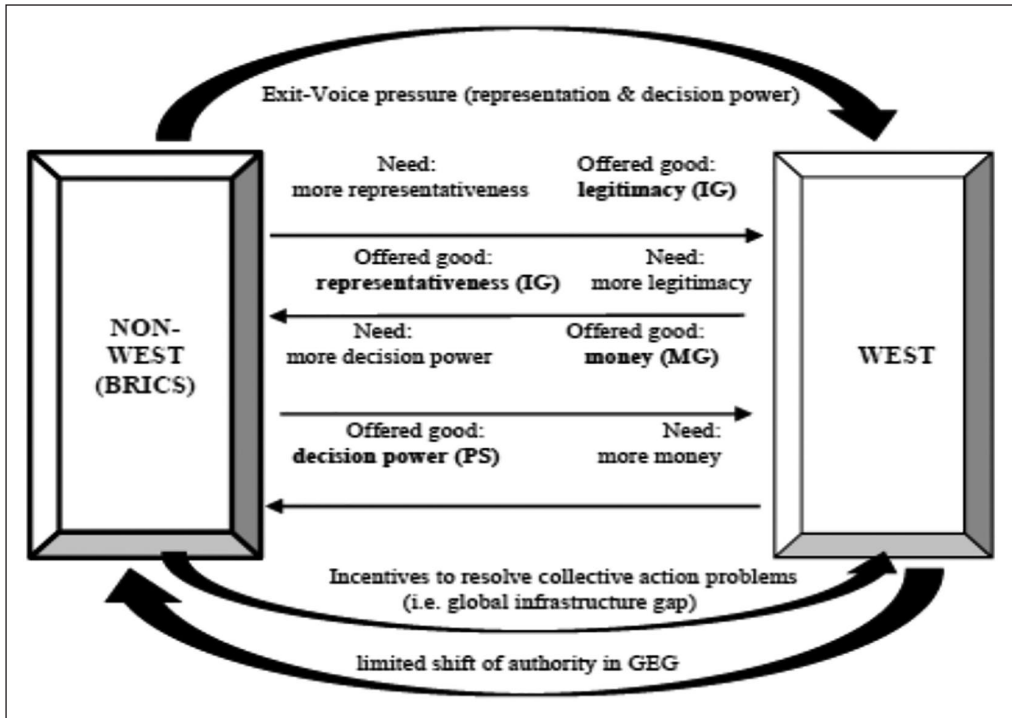 Exit-Voice pressure (representation & decision power)
Need:
more representativeness
Offered good:
legitimacy (IG)
Offered good:
representativeness (IG)
Need:
more legitimacy
Need:
more decision power
Offered good:
money (MG)
Offered good:
decision power (PS)
Need:
more money
NON-
WEST
(BRICS)
WEST
Incentives to resolve collective action problems
(i.e. global infrastructure gap)
limited shift of authority in GEG